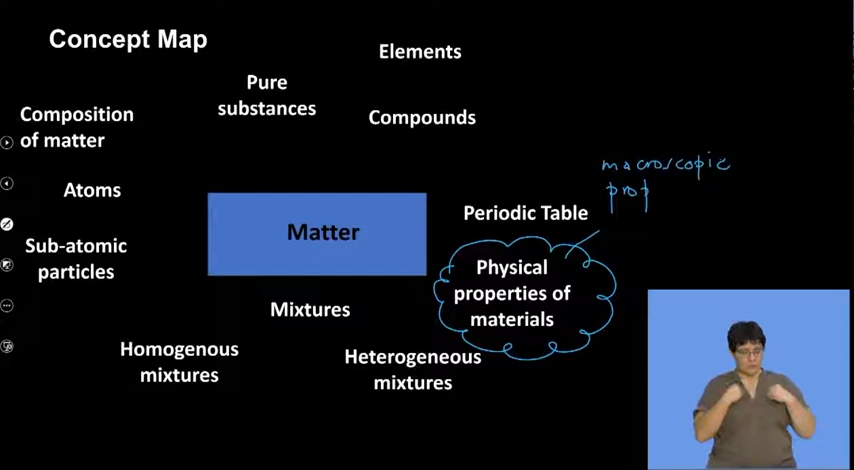 Concept Map
Elements
Pure
substances
Compounds
Composition
of matter
macroscopic
prop
Atoms
Periodic Table
Matter
Sub-atomic
particles
Physical
properties of
materials
Mixtures
Homogenous
mixtures
Heterogeneous
mixtures